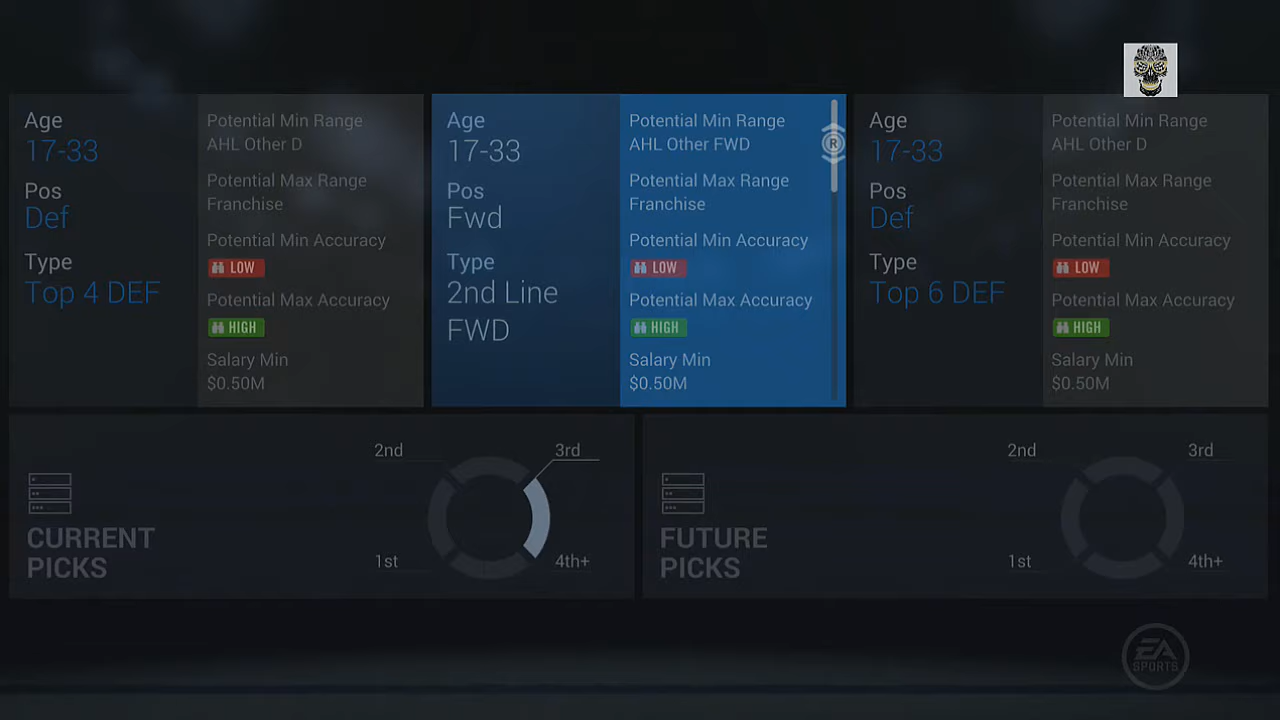 Age
17-33
Pos
Def
Type
Top 4 DEF
Potential Min Range
AHL Other D
Potential Max Range
Franchise
Potential Min Accuracy
LOW
Potential Max Accuracy
HIGH
Salary Min
$0.50M
Age
17-33
Pos
Fwd
Type
2nd Line
FWD
Potential Min Range
AHL Other FWD
Potential Max Range
Franchise
Potential Min Accuracy
LOW
Potential Max Accuracy
HIGH
Salary Min
$0.50M
R
Age
17-33
Pos
Def
Type
Top 6 DEF
Potential Min Range
AHL Other D
Potential Max Range
Franchise
Potential Min Accuracy
LOW
Potential Max Accuracy
HIGH
Salary Min
$0.50M
CURRENT
PICKS
2nd
3rd
1st
4th+
FUTURE
PICKS
2nd
3rd
1st
4th+
EA
SPORTS